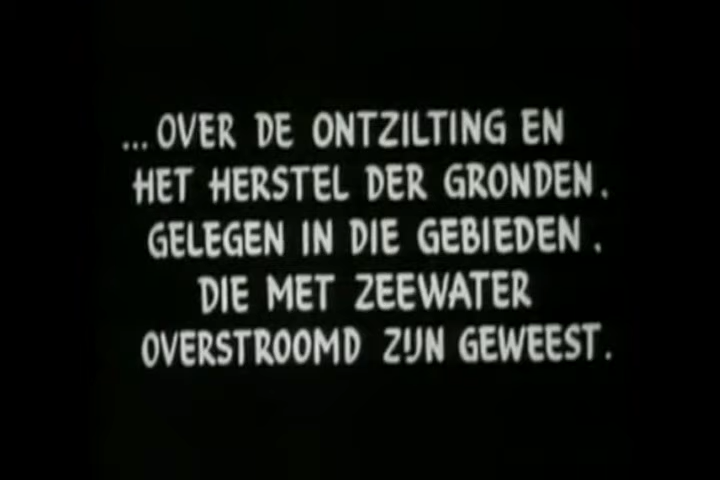 ... OVER DE ONTZILTING EN
HET HERSTEL DER GRONDEN.
GELEGEN IN DIE GEBIEDEN.
DIE MET ZEEWATER
OVERSTROOMD ZIJN GEWEEST.